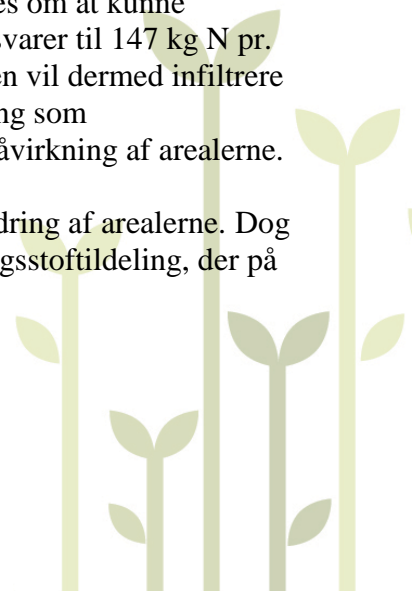 es om at kunne
svarer til 147 kg N pr.
en vil dermed infiltrere
ng som
åvirkning af arealerne.
dring af arealerne. Dog
gsstoftildeling, der på